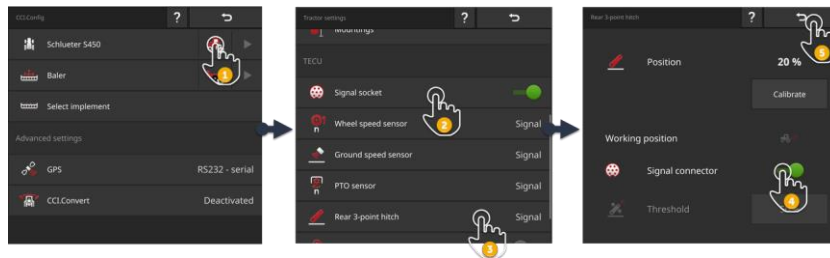 CCI.Config
?
Schlueter S450
1
Baler
Select implement
Advanced settings
GPS
RS232 - serial
CCI.Convert
Deactivated
Tractor settings
?
Mountings
TECU
Signal socket
2
Wheel speed sensor
Signal
n
Ground speed sensor
Signal
PTO sensor
Signal
n
Rear 3-point hitch
Signal
3
Rear 3-point hitch
?
5
Position
20 %
Calibrate
Working position
Signal connector
4
Threshold